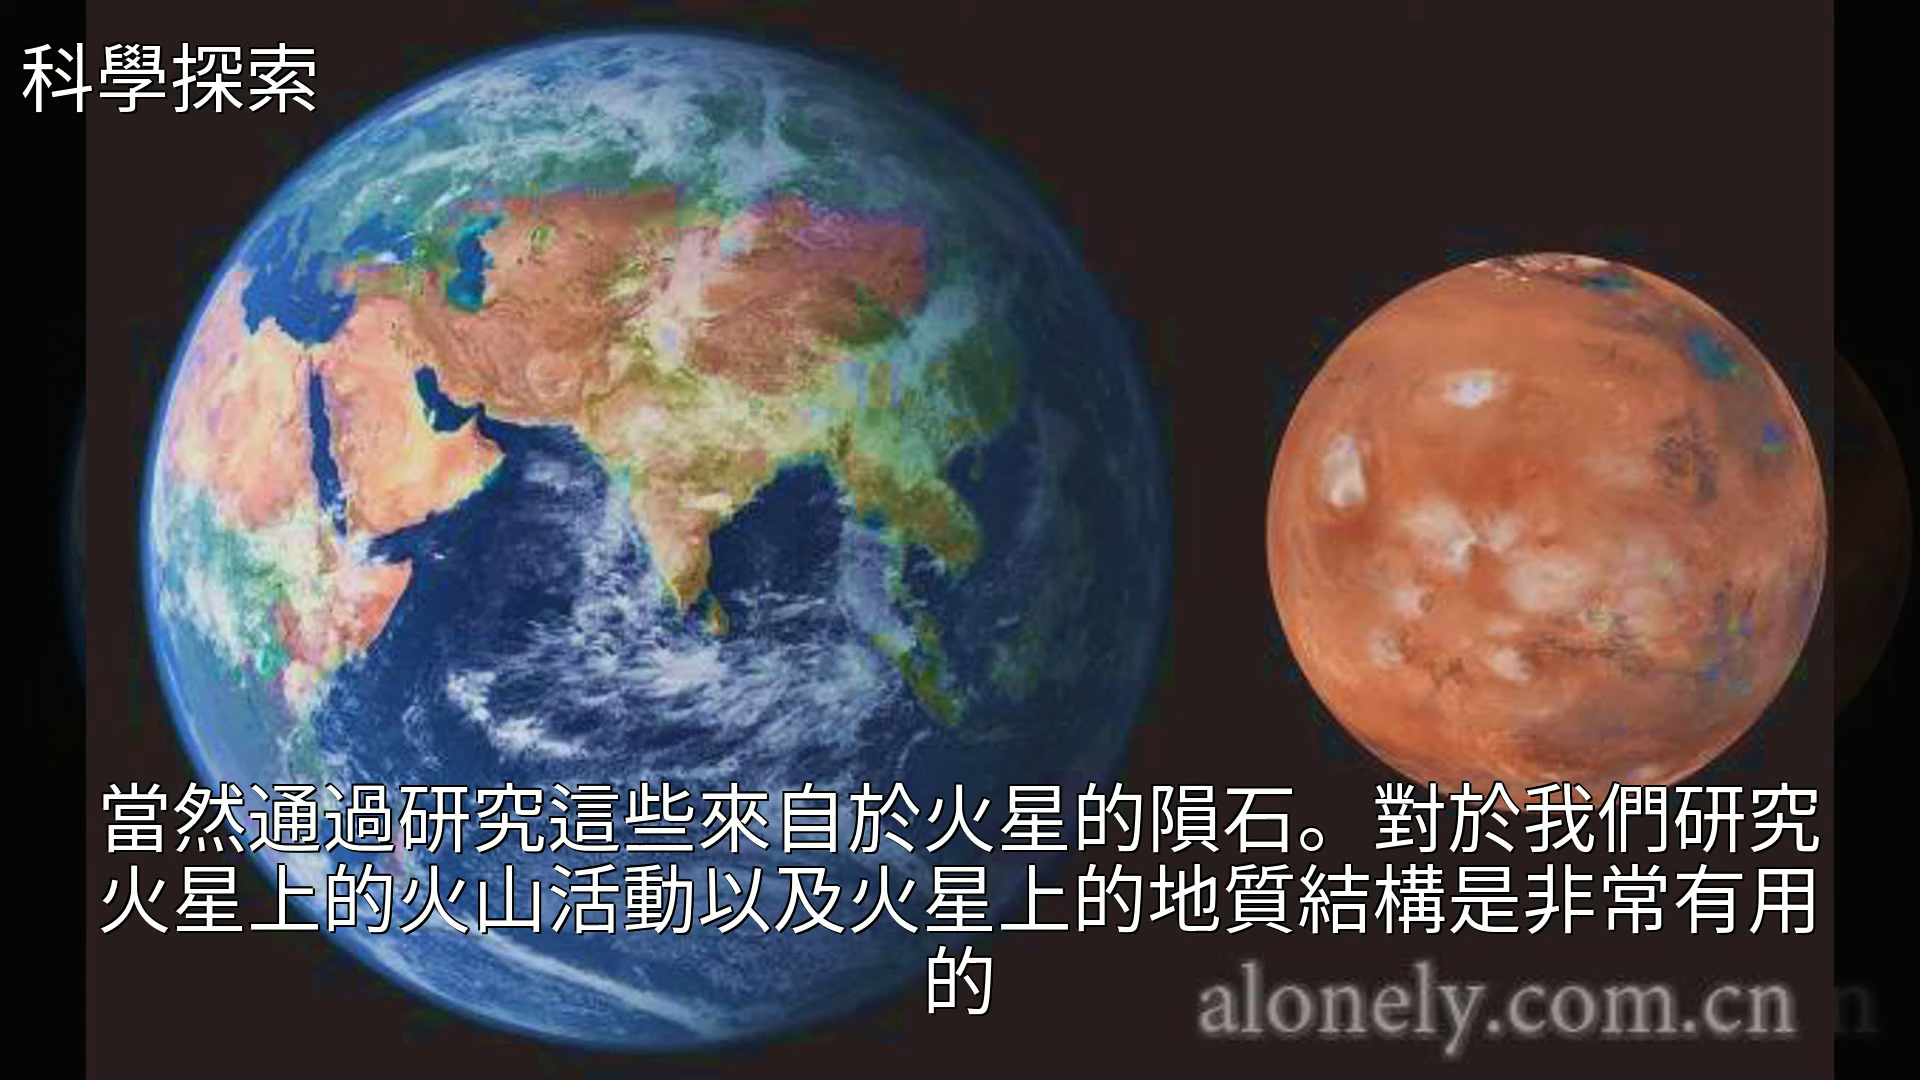 科學探索
當然通過研究這些來自於火星的隕石。對於我們研究
火星上的火山活動以及火星上的地質結構是非常有用
的
alonely.com.cn